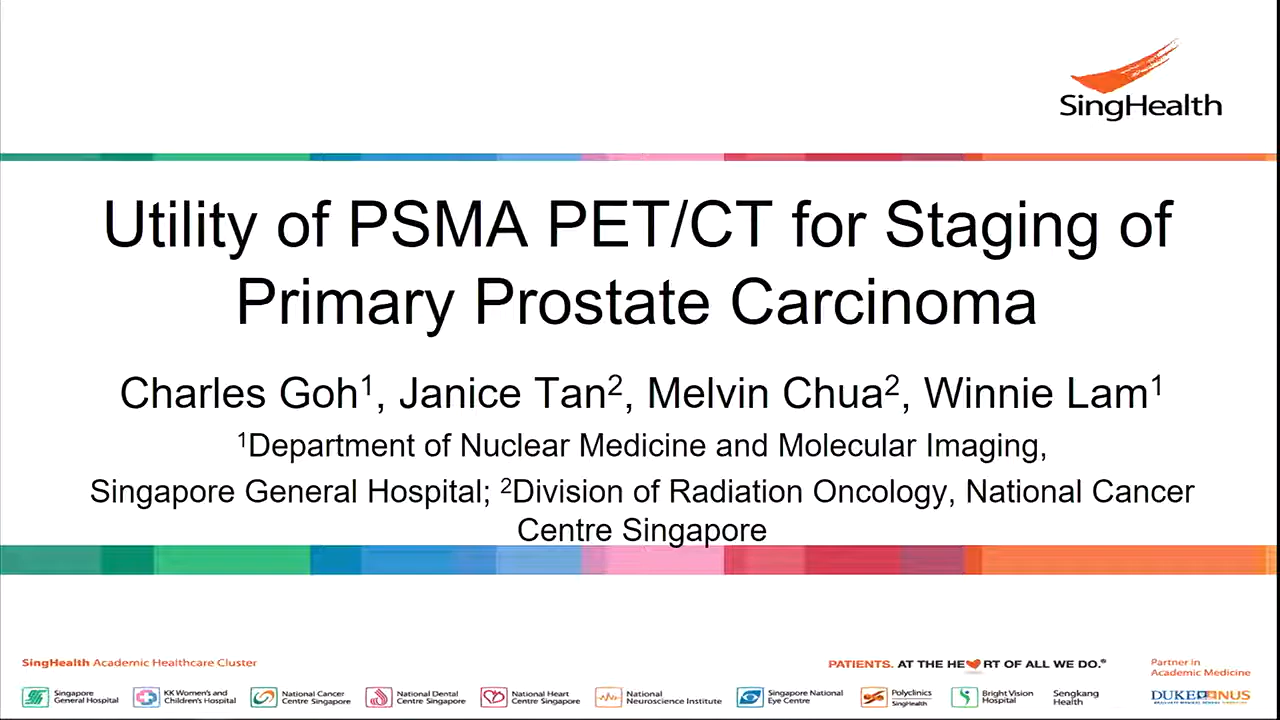 SingHealth
Utility of PSMA PET/CT for Staging of
Primary Prostate Carcinoma
Charles Goh¹, Janice Tan², Melvin Chua², Winnie Lam¹
¹Department of Nuclear Medicine and Molecular Imaging,
Singapore General Hospital; ²Division of Radiation Oncology, National Cancer
Centre Singapore
SingHealth Academic Healthcare Cluster
PATIENTS. AT THE HE RT OF ALL WE DO.®
Partner in
Academic Medicine
Singapore
General Hospital
KK Women's and
Children's Hospital
National Cancer
Centre Singapore
National Dental
Centre Singapore
National Heart
Centre Singapore
National
Neuroscience Institute
Singapore National
Eye Centre
Polyclinics
SingHealth
Bright Vision
Hospital
Sengkang
Health
DUKE NUS